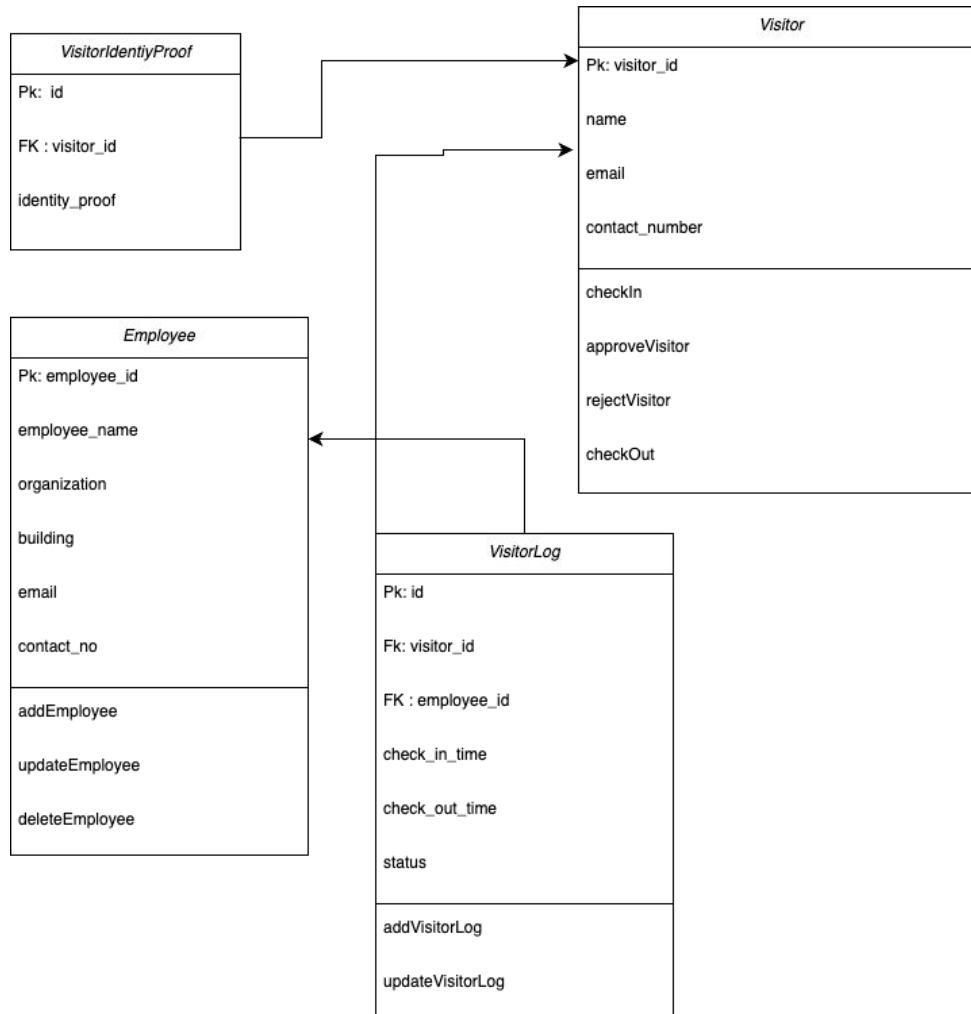 VisitorIdentiyProof
Pk: id
FK : visitor_id
identity_proof
Visitor
Pk: visitor_id
name
email
contact_number
checkIn
approveVisitor
rejectVisitor
checkOut
Employee
Pk: employee_id
employee_name
organization
building
email
contact_no
addEmployee
updateEmployee
deleteEmployee
VisitorLog
Pk: id
Fk: visitor_id
FK : employee_id
check_in_time
check_out_time
status
addVisitorLog
updateVisitorLog